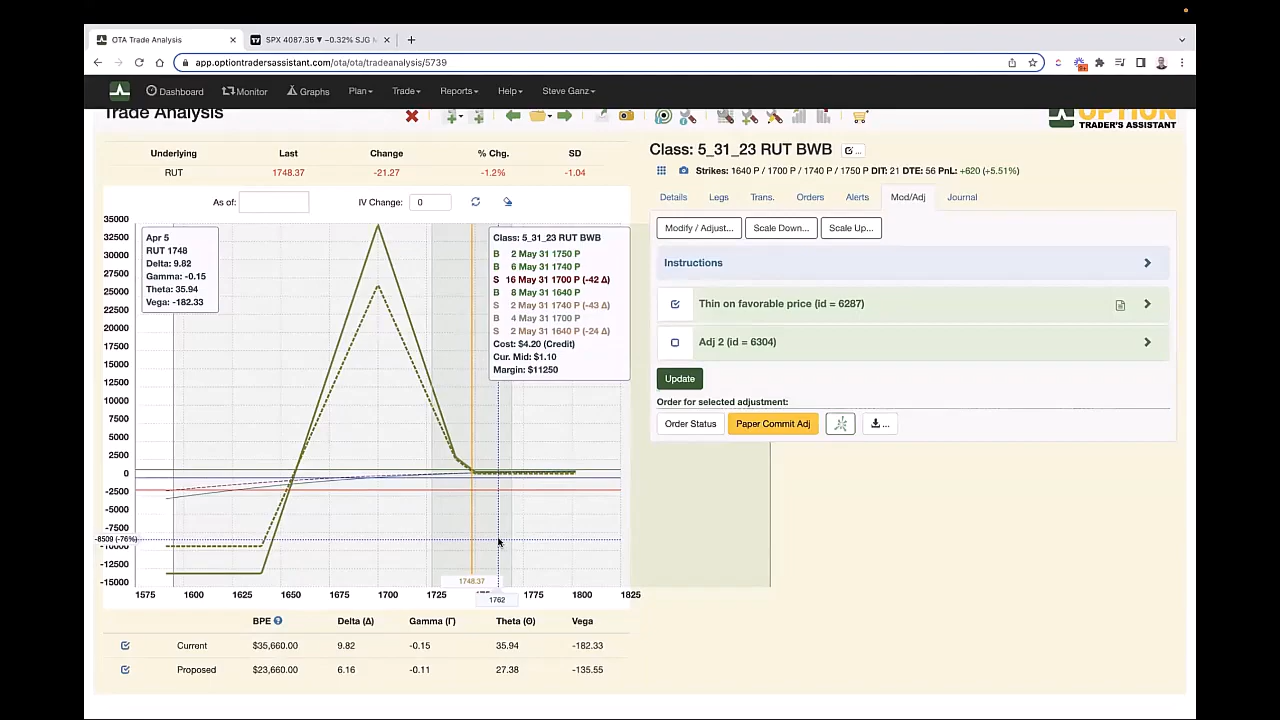 OTA Trade Analysis
SPX 4087.36 ▼ −0.32% SJG
app.optiontradersassistant.com/ota/ota/tradeanalysis/5739
9+
Dashboard Monitor Graphs Plan Trade Reports Help Steve Ganz
Trade Analysis
OPTION
TRADER'S ASSISTANT
Underlying Last Change % Chg. SD
RUT 1748.37 -21.27 -1.2% -1.04
As of: IV Change: 0
35000
32500
30000
27500
25000
22500
20000
17500
15000
12500
10000
7500
5000
2500
0
-2500
-5000
-7500
-8509 (-76%)
-10000
-12500
-15000
Apr 5
RUT 1748
Delta: 9.82
Gamma: -0.15
Theta: 35.94
Vega: -182.33
Class: 5_31_23 RUT BWB
B 2 May 31 1750 P
B 6 May 31 1740 P
S 16 May 31 1700 P (-42 Δ)
B 8 May 31 1640 P
S 2 May 31 1740 P (-43 Δ)
B 4 May 31 1700 P
S 2 May 31 1640 P (-24 Δ)
Cost: $4.20 (Credit)
Cur. Mid: $1.10
Margin: $11250
1748.37
1575 1600 1625 1650 1675 1700 1725 1775 1800 1825
1762
BPE Delta (Δ) Gamma (Γ) Theta (Θ) Vega
Current $35,660.00 9.82 -0.15 35.94 -182.33
Proposed $23,660.00 6.16 -0.11 27.38 -135.55
Class: 5_31_23 RUT BWB ...
Strikes: 1640 P / 1700 P / 1740 P / 1750 P DIT: 21 DTE: 56 PnL: +620 (+5.51%)
Details Legs Trans. Orders Alerts Mod/Adj Journal
Modify / Adjust... Scale Down... Scale Up...
Instructions
Thin on favorable price (id = 6287)
Adj 2 (id = 6304)
Update
Order for selected adjustment:
Order Status Paper Commit Adj ...